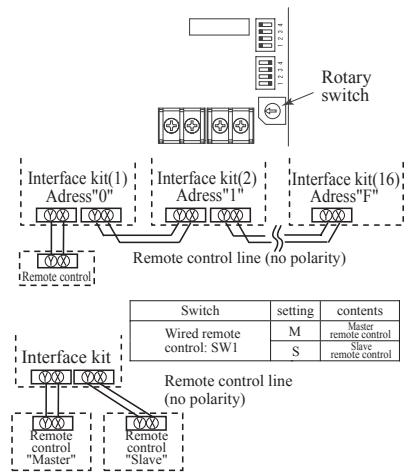 1 2 3 4
1 2 3 4
Rotary
switch
Interface kit(1)
Adress"0"
Interface kit(2)
Adress"1"
Interface kit(16)
Adress"F"
Ⓨ Ⓧ Ⓨ Ⓧ
Ⓨ Ⓧ Ⓨ Ⓧ
Ⓨ Ⓧ
Ⓨ Ⓧ
Remote control
Remote control line (no polarity)
Switch setting contents
Wired remote
control: SW1
M Master
remote control
S Slave
remote control
Interface kit
Ⓨ Ⓧ Ⓨ Ⓧ
Remote control line
(no polarity)
Ⓨ Ⓧ
Remote
control
"Master"
Ⓨ Ⓧ
Remote
control
"Slave"